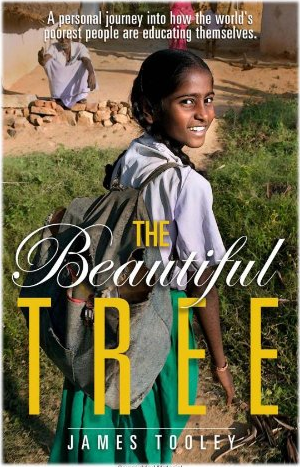 A personal journey into how the world's
poorest people are educating themselves.
THE
Beautiful
TREE
JAMES TOOLEY